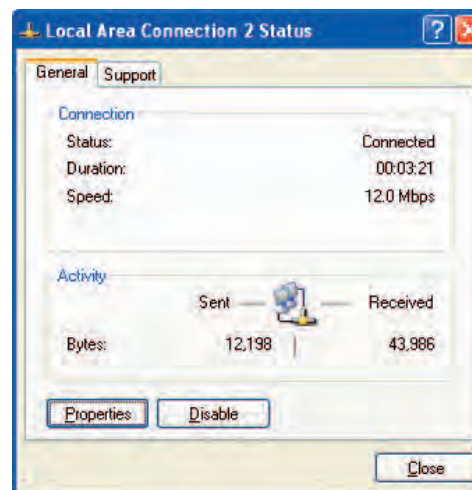 Local Area Connection 2 Status
General Support
Connection
Status: Connected
Duration: 00:03:21
Speed: 12.0 Mbps
Activity
Sent Received
Bytes: 12,198 43,986
Properties Disable
Close